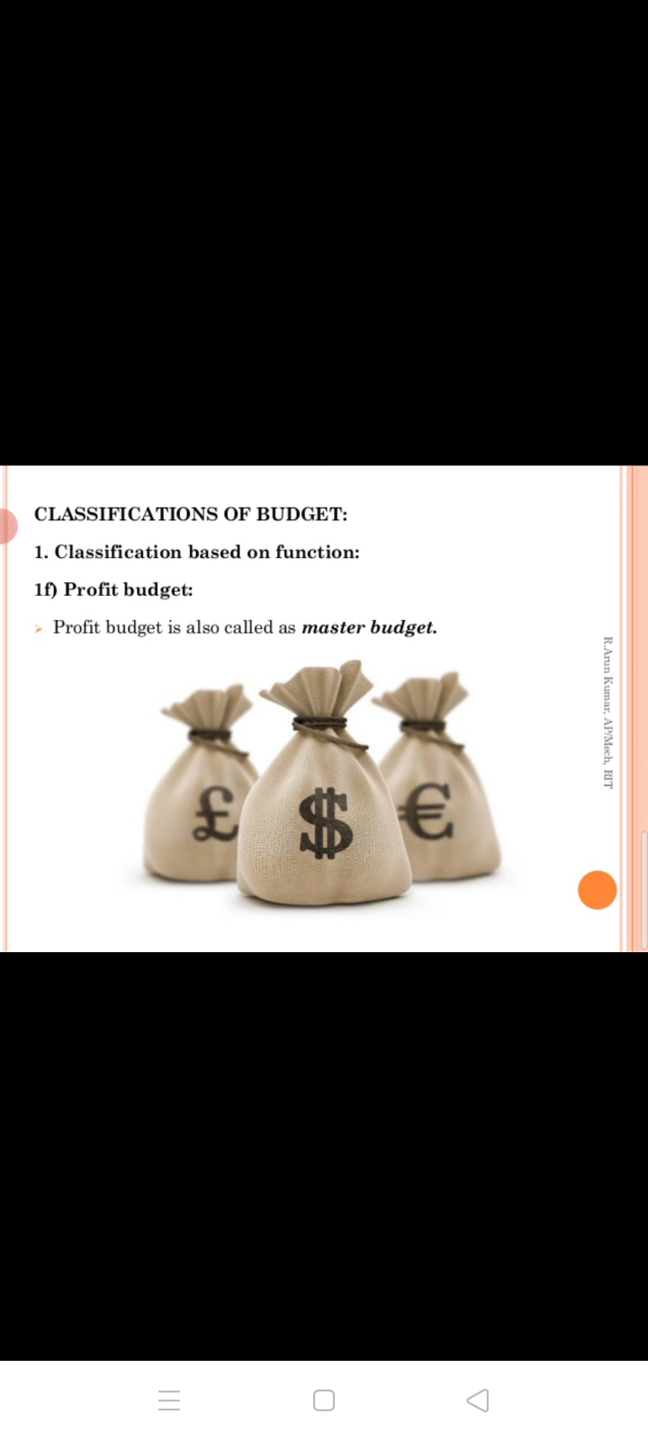 CLASSIFICATIONS OF BUDGET:
1. Classification based on function:
1f) Profit budget:
Profit budget is also called as master budget.
£
$
€
R.Arun Kumar, AP/Mech, RIT